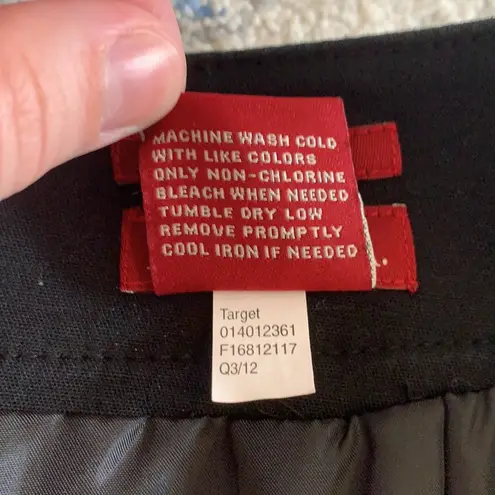 MACHINE WASH COLD
WITH LIKE COLORS
ONLY NON-CHLORINE
BLEACH WHEN NEEDED
TUMBLE DRY LOW
REMOVE PROMPTLY
COOL IRON IF NEEDED
Target
014012361
F16812117
Q3/12